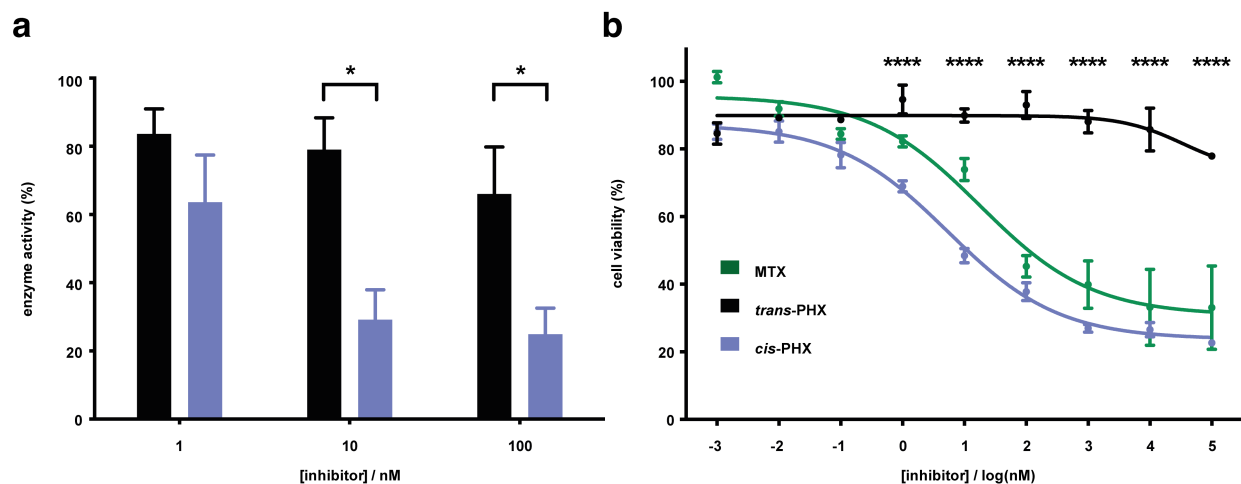 a
enzyme activity (%)
100
80
60
40
20
0
*
*
1
10
100
[inhibitor] / nM
b
cell viability (%)
100
80
60
40
20
0
**** **** **** **** **** ****
MTX
trans-PHX
cis-PHX
-3 -2 -1 0 1 2 3 4 5
[inhibitor] / log(nM)